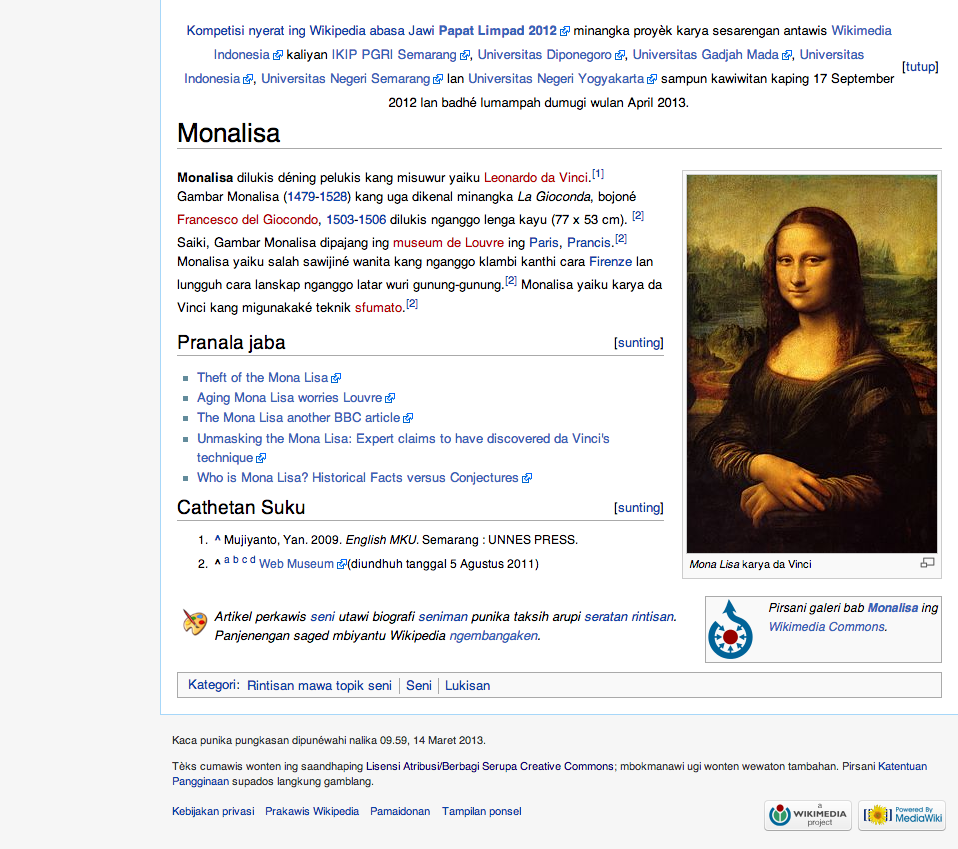 Kompetisi nyerat ing Wikipedia abasa Jawi Papat Limpad 2012 minangka proyèk karya sesarengan antawis Wikimedia
Indonesia kaliyan IKIP PGRI Semarang, Universitas Diponegoro, Universitas Gadjah Mada, Universitas
Indonesia, Universitas Negeri Semarang lan Universitas Negeri Yogyakarta sampun kawiwitan kaping 17 September
2012 lan badhé lumampah dumugi wulan April 2013.
[tutup]
Monalisa
Monalisa dilukis déning pelukis kang misuwur yaiku Leonardo da Vinci.[1]
Gambar Monalisa (1479-1528) kang uga dikenal minangka La Gioconda, bojoné
Francesco del Giocondo, 1503-1506 dilukis nganggo lenga kayu (77 x 53 cm). [2]
Saiki, Gambar Monalisa dipajang ing museum de Louvre ing Paris, Prancis.[2]
Monalisa yaiku salah sawijiné wanita kang nganggo klambi kanthi cara Firenze lan
lungguh cara lanskap nganggo latar wuri gunung-gunung.[2] Monalisa yaiku karya da
Vinci kang migunakaké teknik sfumato.[2]
Mona Lisa karya da Vinci
Pranala jaba [sunting]
Theft of the Mona Lisa
Aging Mona Lisa worries Louvre
The Mona Lisa another BBC article
Unmasking the Mona Lisa: Expert claims to have discovered da Vinci's
technique
Who is Mona Lisa? Historical Facts versus Conjectures
Cathetan Suku [sunting]
1. ^ Mujiyanto, Yan. 2009. English MKU. Semarang : UNNES PRESS.
2. ^ a b c d Web Museum (diundhuh tanggal 5 Agustus 2011)
Artikel perkawis seni utawi biografi seniman punika taksih arupi seratan rintisan.
Panjenengan saged mbiyantu Wikipedia ngembangaken.
Pirsani galeri bab Monalisa ing
Wikimedia Commons.
Kategori: Rintisan mawa topik seni | Seni | Lukisan
Kaca punika pungkasan dipunéwahi nalika 09.59, 14 Maret 2013.
Tèks cumawis wonten ing saandhaping Lisensi Atribusi/Berbagi Serupa Creative Commons; mbokmanawi ugi wonten wewaton tambahan. Pirsani Katentuan
Pangginaan supados langkung gamblang.
Kebijakan privasi Prakawis Wikipedia Pamaidonan Tampilan ponsel
a
WIKIMEDIA
project
Powered By
MediaWiki